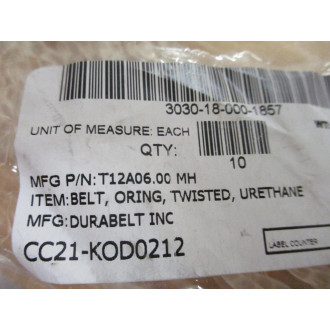 3030-18-000-1857
UNIT OF MEASURE: EACH
QTY:
10
MFG P/N: T12A06.00 MH
ITEM:BELT, ORING, TWISTED, URETHANE
MFG:DURABELT INC
CC21-KOD0212
LABEL COUNTER